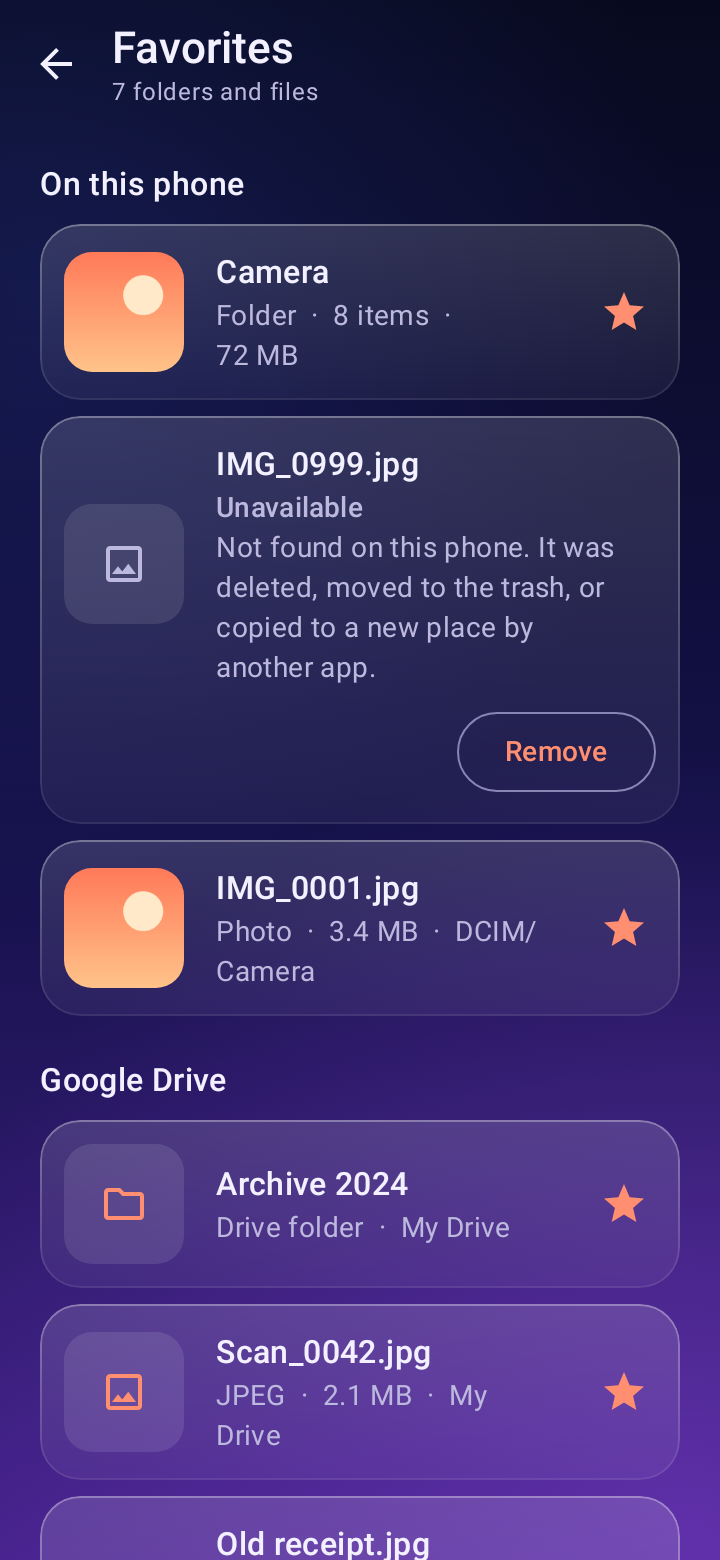 Favorites
7 folders and files
On this phone
Camera
Folder · 8 items ·
72 MB
IMG_0999.jpg
Unavailable
Not found on this phone. It was
deleted, moved to the trash, or
copied to a new place by
another app.
Remove
IMG_0001.jpg
Photo · 3.4 MB · DCIM/
Camera
Google Drive
Archive 2024
Drive folder · My Drive
Scan_0042.jpg
JPEG · 2.1 MB · My
Drive
Old receipt.jpg